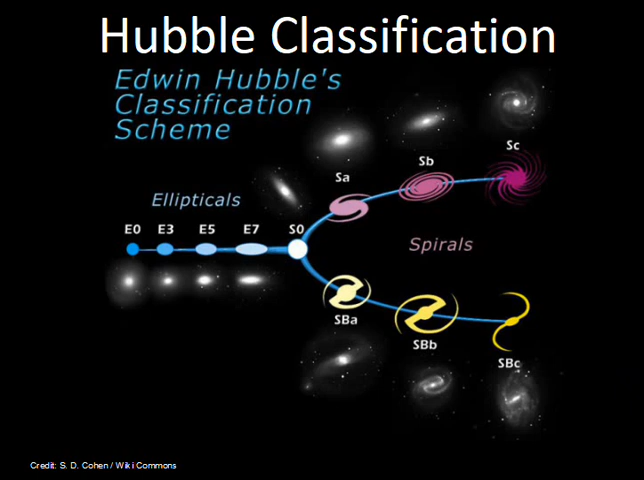 Hubble Classification
Edwin Hubble's
Classification
Scheme
Sc
Sb
Sa
Ellipticals
E0 E3 E5 E7 S0
Spirals
SBa
SBb
SBc
Credit: S. D. Cohen / Wiki Commons